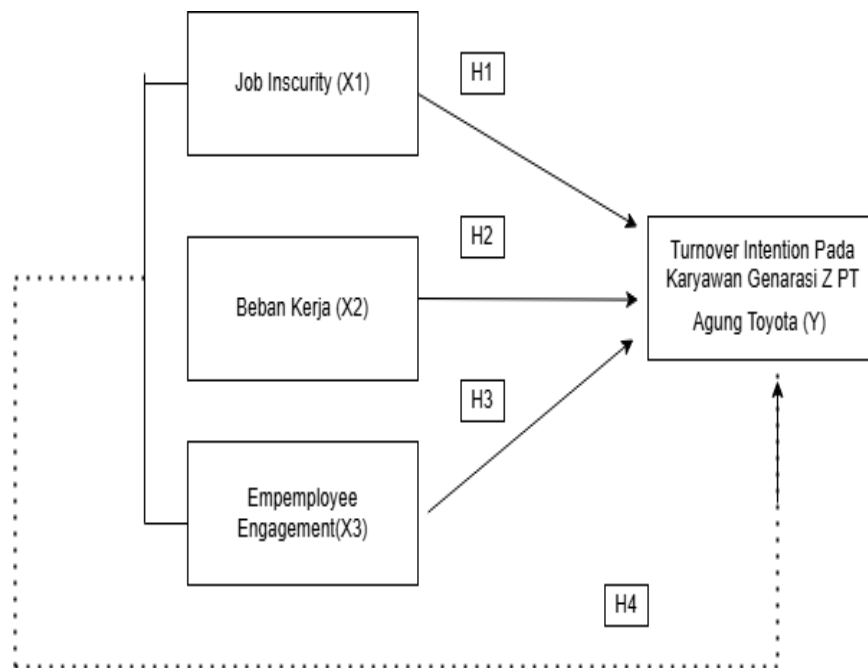 Job Inscurity (X1)
H1
H2
Turnover Intention Pada
Karyawan Genarasi Z PT
Agung Toyota (Y)
Beban Kerja (X2)
H3
Empemployee
Engagement(X3)
H4